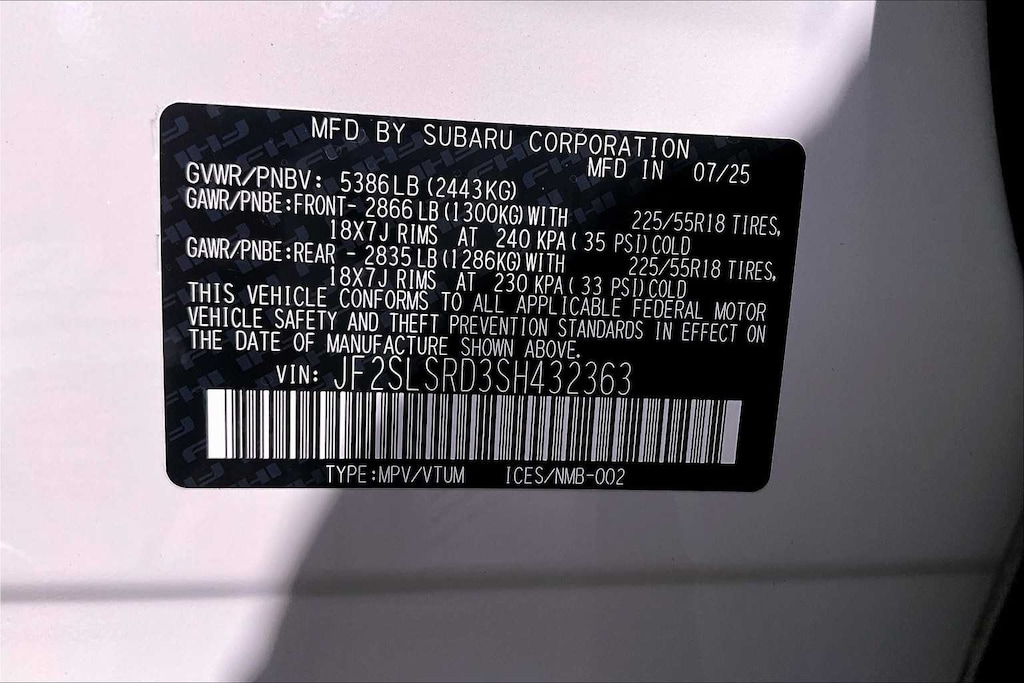 MFD BY SUBARU CORPORATION
MFD IN 07/25
GVWR/PNBV: 5386LB (2443KG)
GAWR/PNBE:FRONT- 2866 LB (1300KG)WITH 225/55R18 TIRES,
18X7J RIMS AT 240 KPA( 35 PSI)COLD
GAWR/PNBE:REAR - 2835 LB (1286KG)WITH 225/55R18 TIRES,
18X7J RIMS AT 230 KPA( 33 PSI)COLD
THIS VEHICLE CONFORMS TO ALL APPLICABLE FEDERAL MOTOR
VEHICLE SAFETY AND THEFT PREVENTION STANDARDS IN EFFECT ON
THE DATE OF MANUFACTURE SHOWN ABOVE.
VIN: JF2SLSRD3SH432363
TYPE:MPV/VTUM ICES/NMB-002